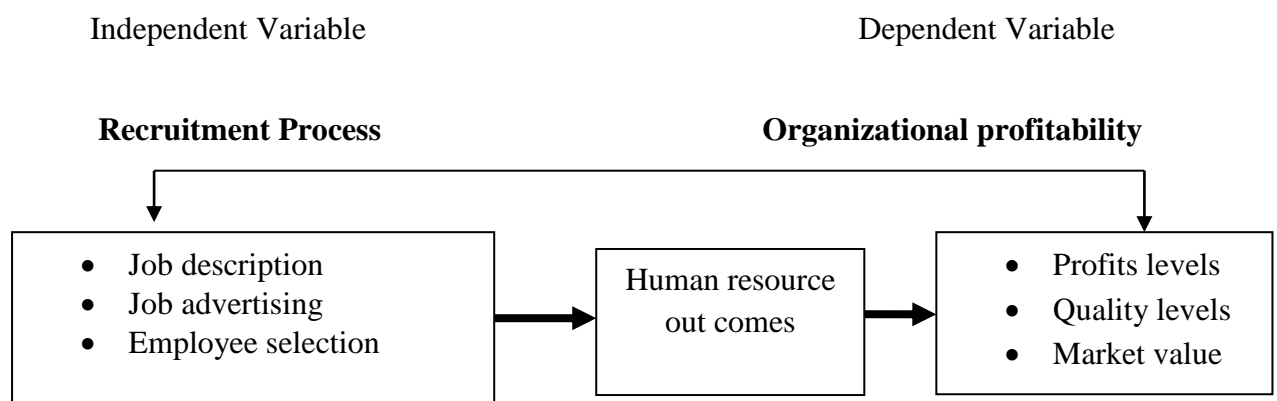 Independent Variable
Dependent Variable
Recruitment Process
Organizational profitability
• Job description
• Job advertising
• Employee selection
Human resource
out comes
• Profits levels
• Quality levels
• Market value